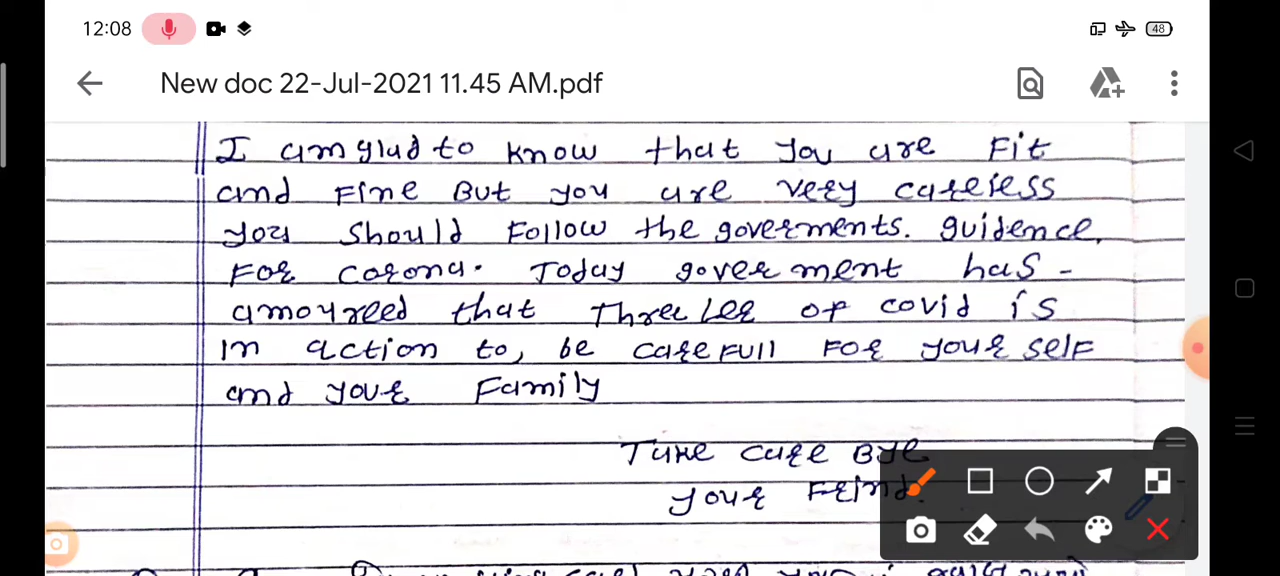 12:08
48
New doc 22-Jul-2021 11.45 AM.pdf
I am glad to know that you are Fit
and Fine But you are very careless
you should Follow the goverments. guidence.
For corona. Today goverment has -
that Three of covid is
In action to, be carefull For your self
and your Family
Take care Bye
your Freind.